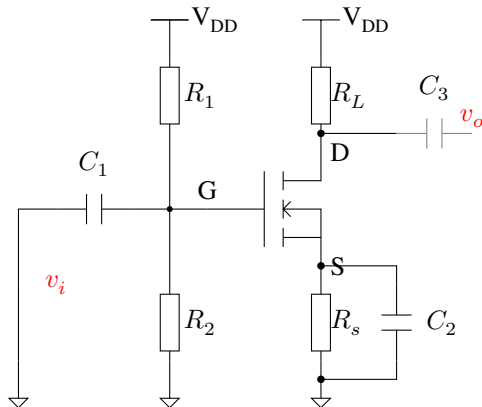 V_DD V_DD
R_1 R_L C_3
v_o
D
C_1
G
v_i S
R_2 R_s C_2